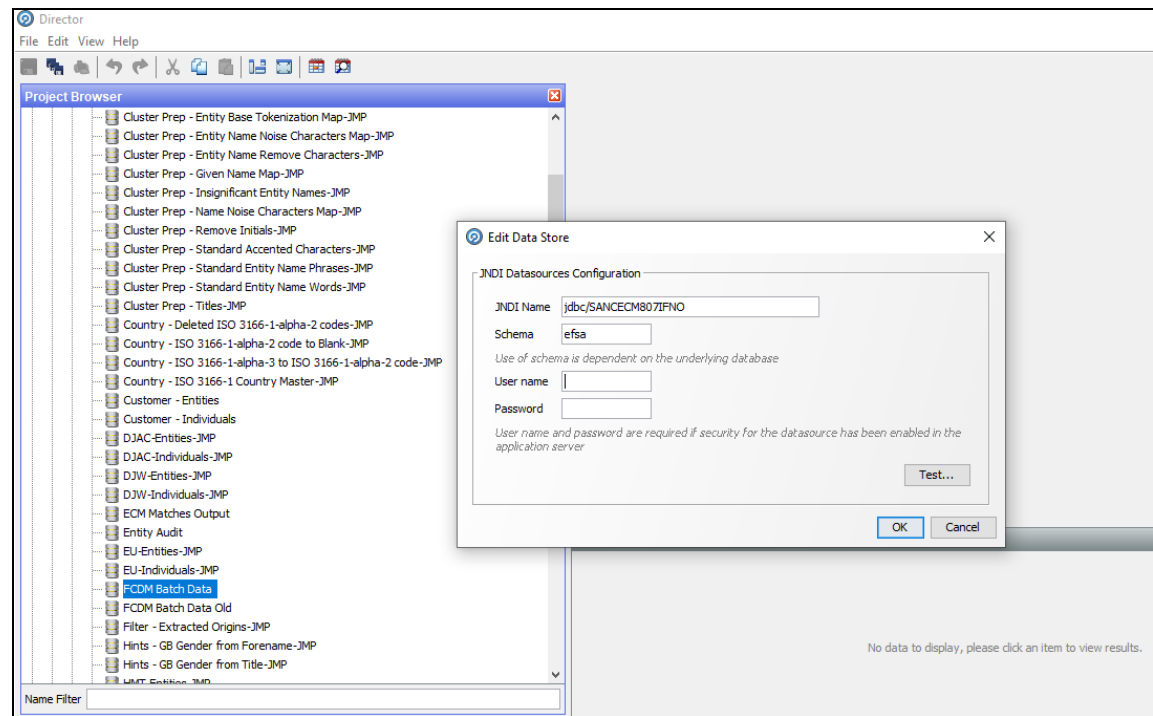 Director
File Edit View Help
Project Browser
Cluster Prep - Entity Base Tokenization Map-JMP
Cluster Prep - Entity Name Noise Characters Map-JMP
Cluster Prep - Entity Name Remove Characters-JMP
Cluster Prep - Given Name Map-JMP
Cluster Prep - Insignificant Entity Names-JMP
Cluster Prep - Name Noise Characters Map-JMP
Cluster Prep - Remove Initials-JMP
Cluster Prep - Standard Accented Characters-JMP
Cluster Prep - Standard Entity Name Phrases-JMP
Cluster Prep - Standard Entity Name Words-JMP
Cluster Prep - Titles-JMP
Country - Deleted ISO 3166-1-alpha-2 codes-JMP
Country - ISO 3166-1-alpha-2 code to Blank-JMP
Country - ISO 3166-1-alpha-3 to ISO 3166-1-alpha-2 code-JMP
Country - ISO 3166-1 Country Master-JMP
Customer - Entities
Customer - Individuals
DJAC-Entities-JMP
DJAC-Individuals-JMP
DJW-Entities-JMP
DJW-Individuals-JMP
ECM Matches Output
Entity Audit
EU-Entities-JMP
EU-Individuals-JMP
FCDM Batch Data
FCDM Batch Data Old
Filter - Extracted Origins-JMP
Hints - GB Gender from Forename-JMP
Hints - GB Gender from Title-JMP
HMT-Entities-JMP
Name Filter
Edit Data Store
JNDI Datasources Configuration
JNDI Name jdbc/SANCECM807IFNO
Schema efsa
Use of schema is dependent on the underlying database
User name
Password
User name and password are required if security for the datasource has been enabled in the
application server
Test...
OK Cancel
No data to display, please click an item to view results.